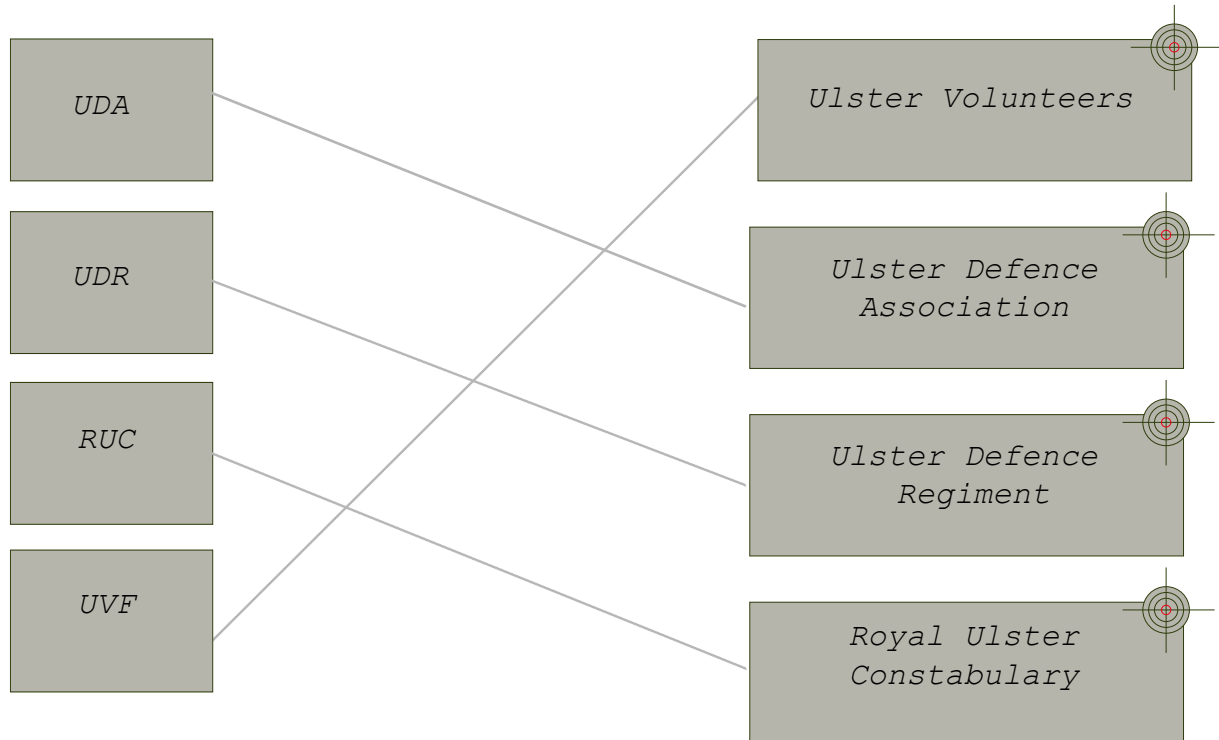 UDA
UDR
RUC
UVF
Ulster Volunteers
Ulster Defence
Association
Ulster Defence
Regiment
Royal Ulster
Constabulary